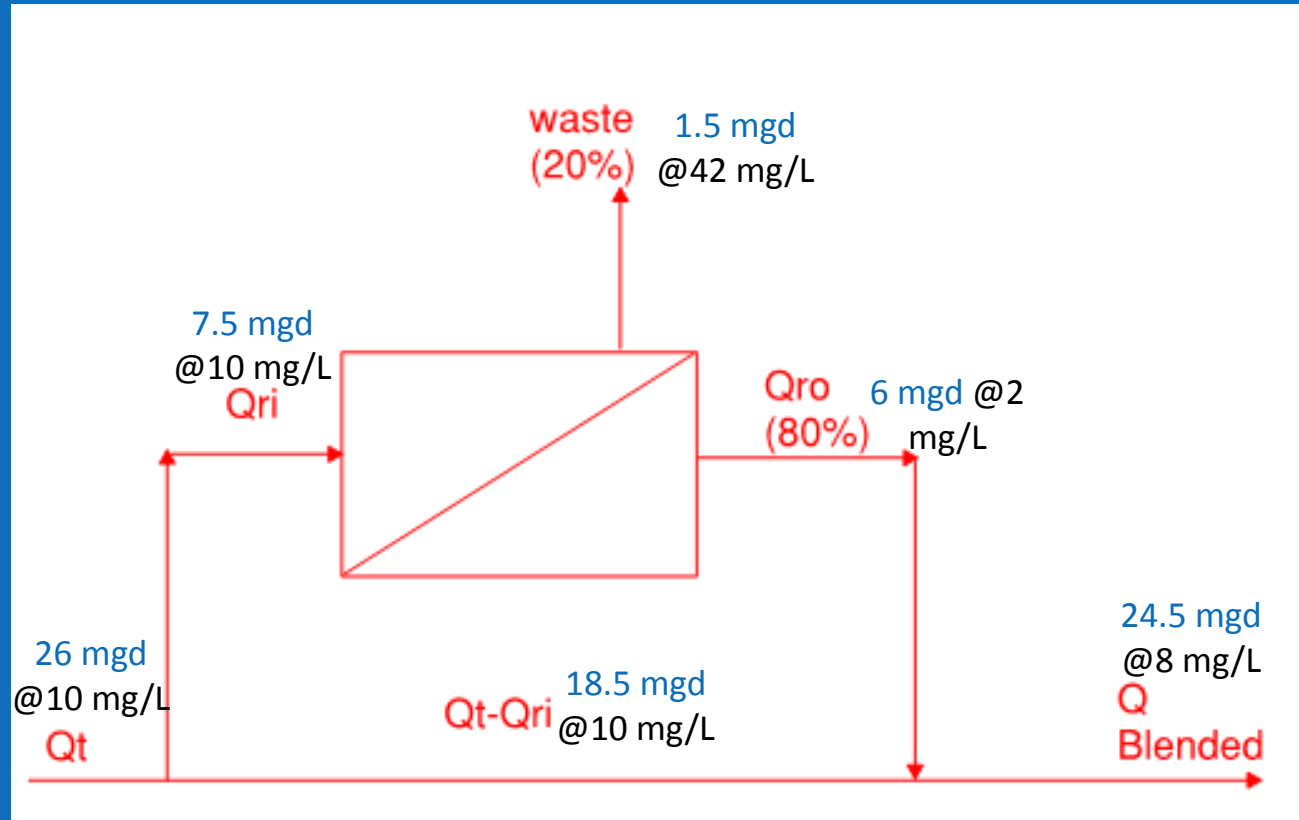 waste 1.5 mgd
(20%) @42 mg/L
7.5 mgd
@10 mg/L
Qri
Qro 6 mgd @2
(80%) mg/L
26 mgd
@10 mg/L
Qt
Qt-Qri 18.5 mgd
@10 mg/L
24.5 mgd
@8 mg/L
Q
Blended